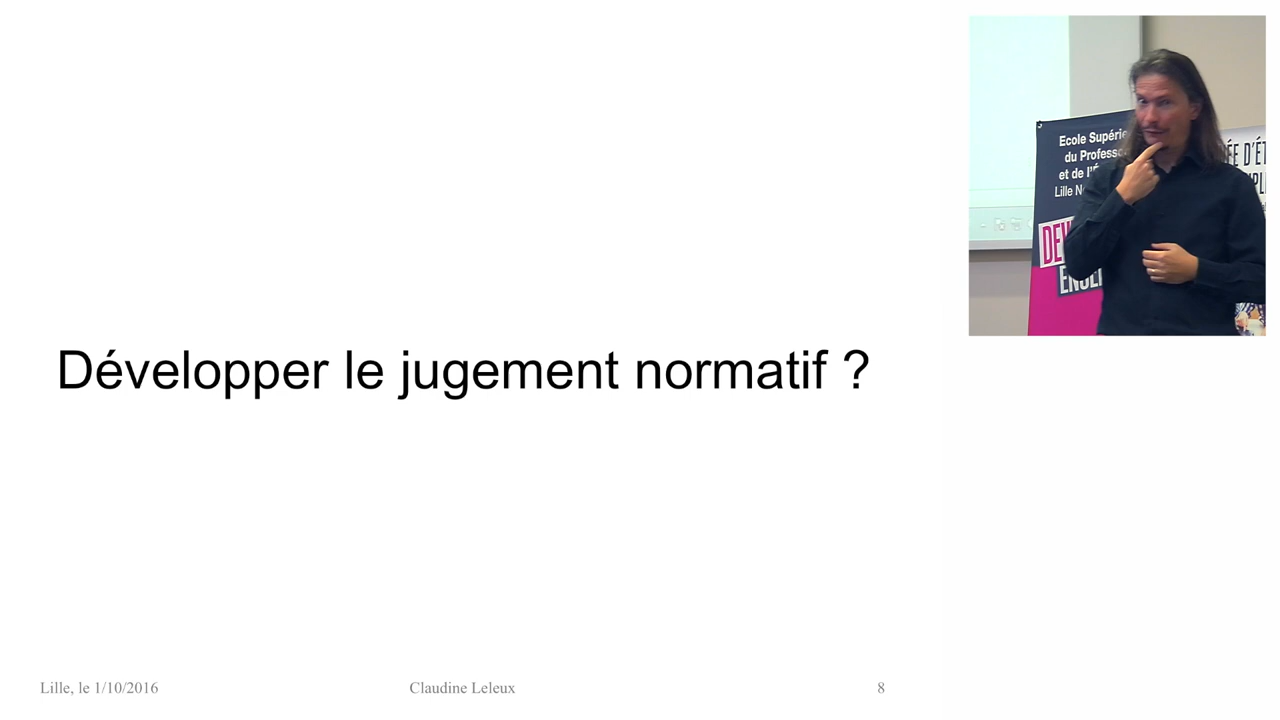 Développer le jugement normatif ?
Lille, le 1/10/2016
Claudine Leleux
8
Ecole Supérie
du Profess
et de l'É
Lille N